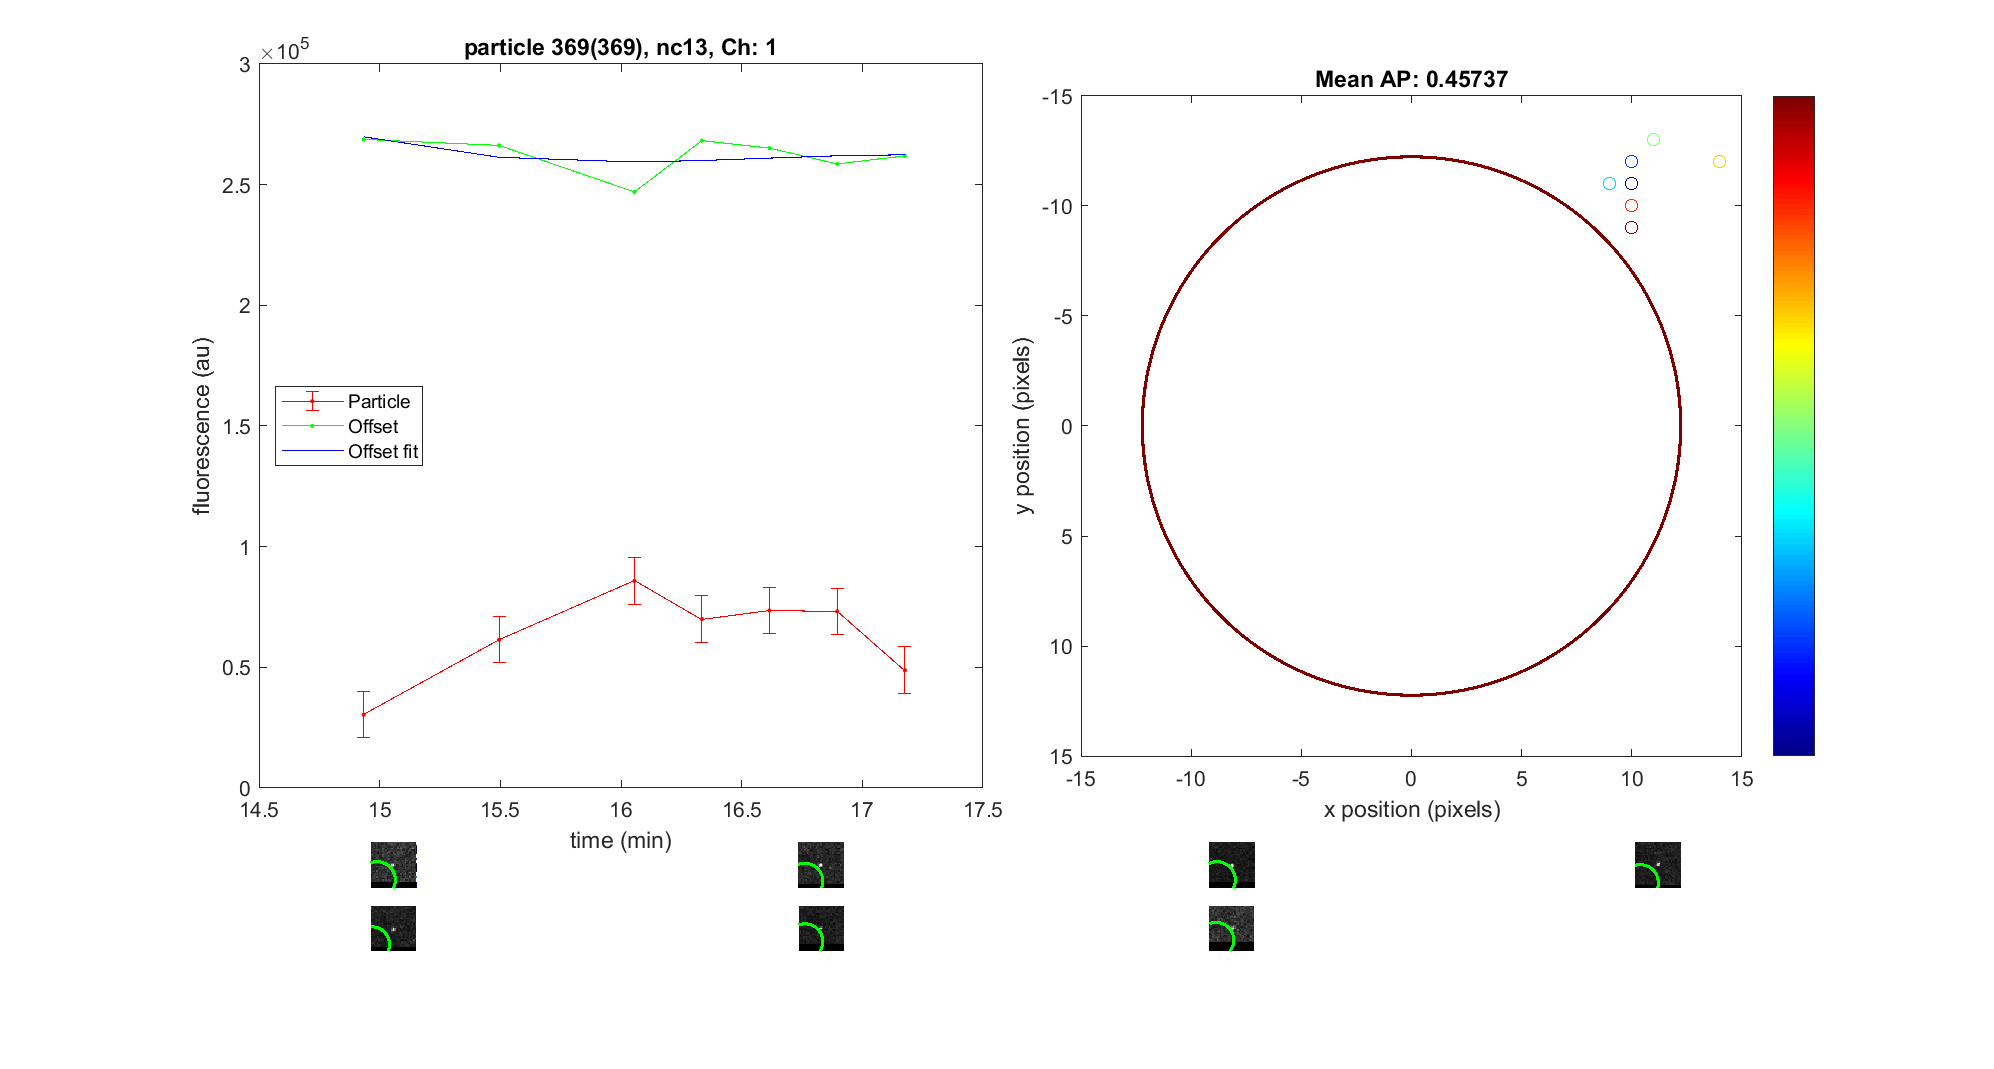 particle 369(369), nc13, Ch: 1
×10^5
3
2.5
2
1.5
1
0.5
0
fluorescence (au)
Particle
Offset
Offset fit
14.5 15 15.5 16 16.5 17 17.5
time (min)
Mean AP: 0.45737
-15
-10
-5
0
5
10
15
y position (pixels)
-15 -10 -5 0 5 10 15
x position (pixels)